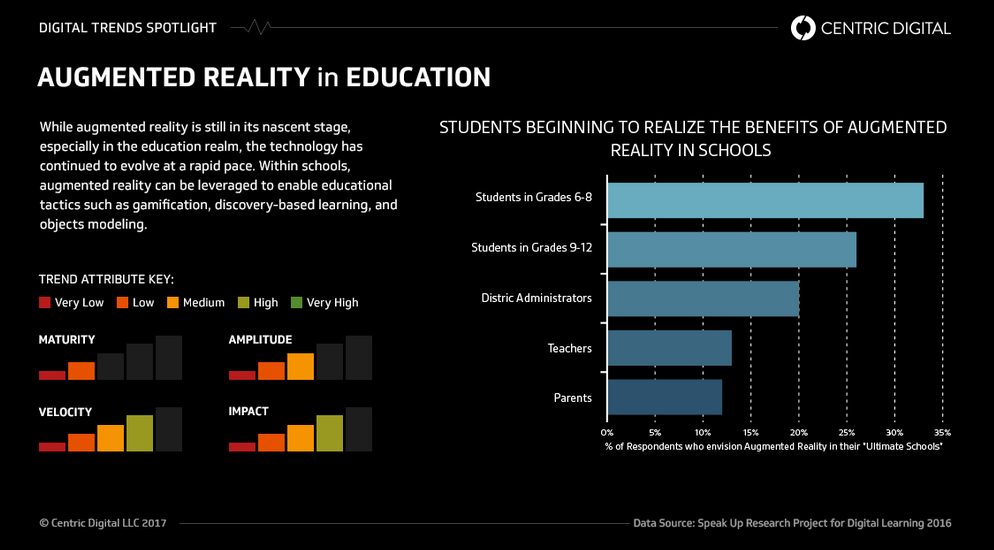 DIGITAL TRENDS SPOTLIGHT
CENTRIC DIGITAL
AUGMENTED REALITY in EDUCATION
While augmented reality is still in its nascent stage,
especially in the education realm, the technology has
continued to evolve at a rapid pace. Within schools,
augmented reality can be leveraged to enable educational
tactics such as gamification, discovery-based learning, and
objects modeling.
TREND ATTRIBUTE KEY:
Very Low
Low
Medium
High
Very High
MATURITY
AMPLITUDE
VELOCITY
IMPACT
STUDENTS BEGINNING TO REALIZE THE BENEFITS OF AUGMENTED
REALITY IN SCHOOLS
Students in Grades 6-8
Students in Grades 9-12
Distric Administrators
Teachers
Parents
0% 5% 10% 15% 20% 25% 30% 35%
% of Respondents who envision Augmented Reality in their "Ultimate Schools"
© Centric Digital LLC 2017
Data Source: Speak Up Research Project for Digital Learning 2016